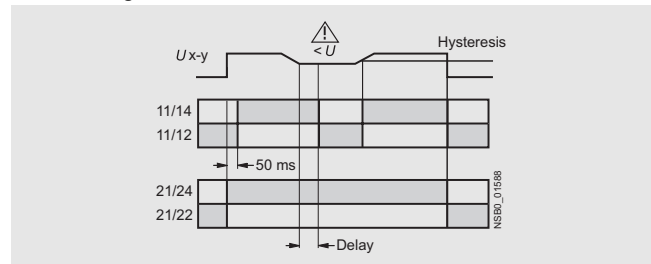 U x-y
< U
Hysteresis
11/14
11/12
50 ms
21/24
21/22
Delay
NSB0_01588